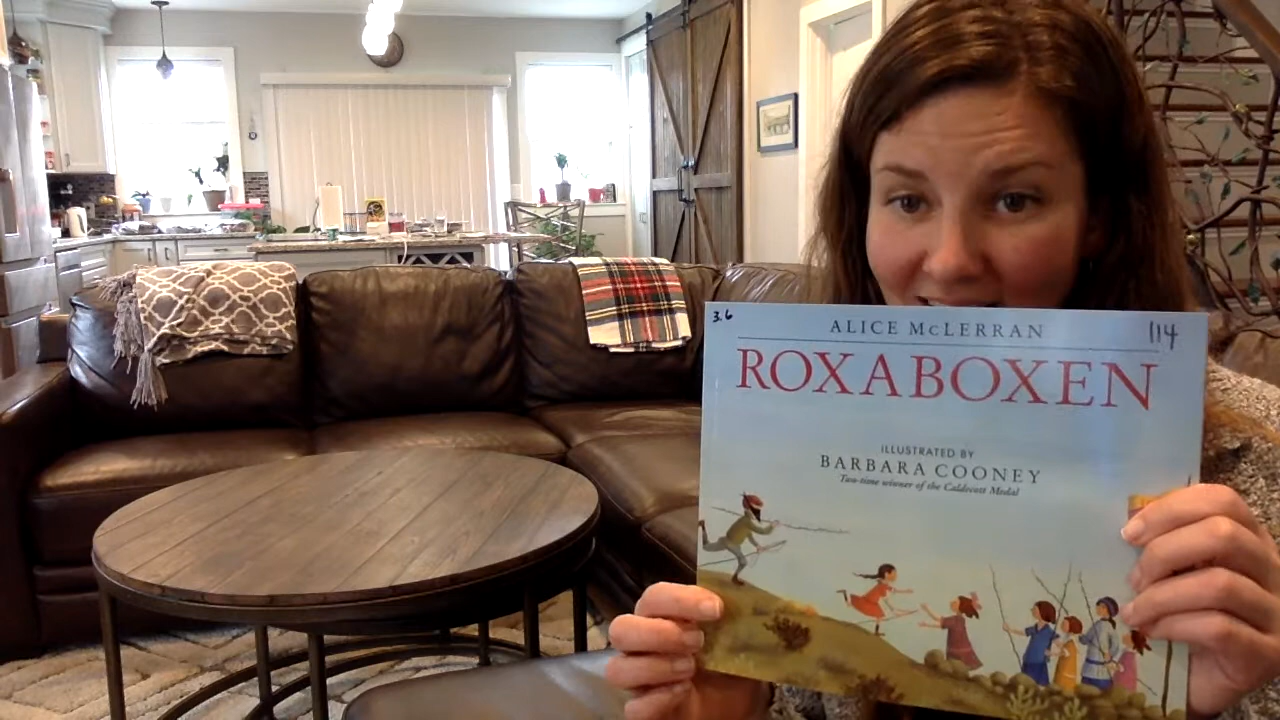 3.6
ALICE McLERRAN
114
ROXABOXEN
ILLUSTRATED BY
BARBARA COONEY
Two-time winner of the Caldecott Medal